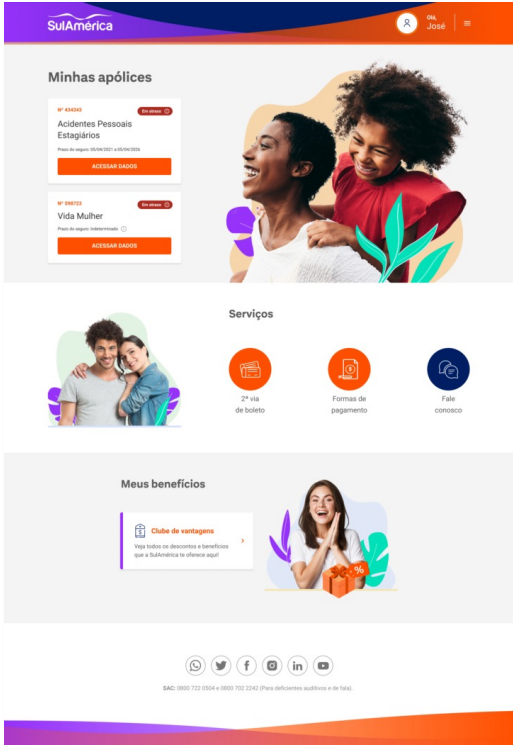 SulAmérica
Olá,
José
Minhas apólices
Nº 434343
Em atraso
Acidentes Pessoais
Estagiários
Prazo do seguro: 05/04/2021 a 05/04/2026
ACESSAR DADOS
Nº 598723
Em atraso
Vida Mulher
Prazo do seguro: Indeterminado
ACESSAR DADOS
Serviços
2ª via
de boleto
Formas de
pagamento
Fale
conosco
Meus benefícios
Clube de vantagens
Veja todos os descontos e benefícios
que a SulAmérica te oferece aqui!
%
SAC: 0800 722 0504 e 0800 702 2242 (Para deficientes auditivos e de fala).